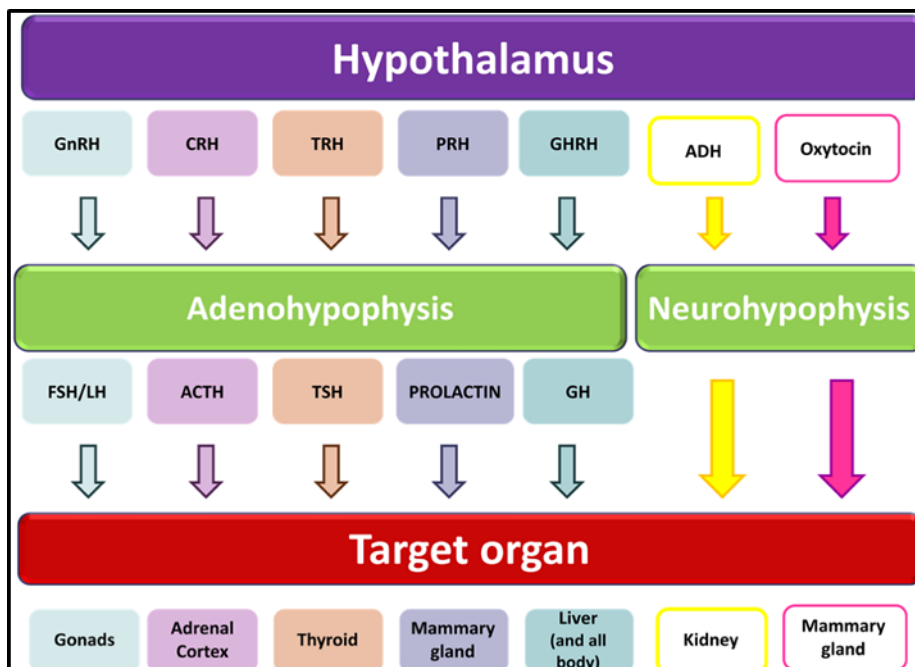 Hypothalamus
GnRH CRH TRH PRH GHRH ADH Oxytocin
Adenohypophysis Neurohypophysis
FSH/LH ACTH TSH PROLACTIN GH
Target organ
Gonads
Adrenal
Cortex
Thyroid
Mammary
gland
Liver
(and all
body)
Kidney
Mammary
gland